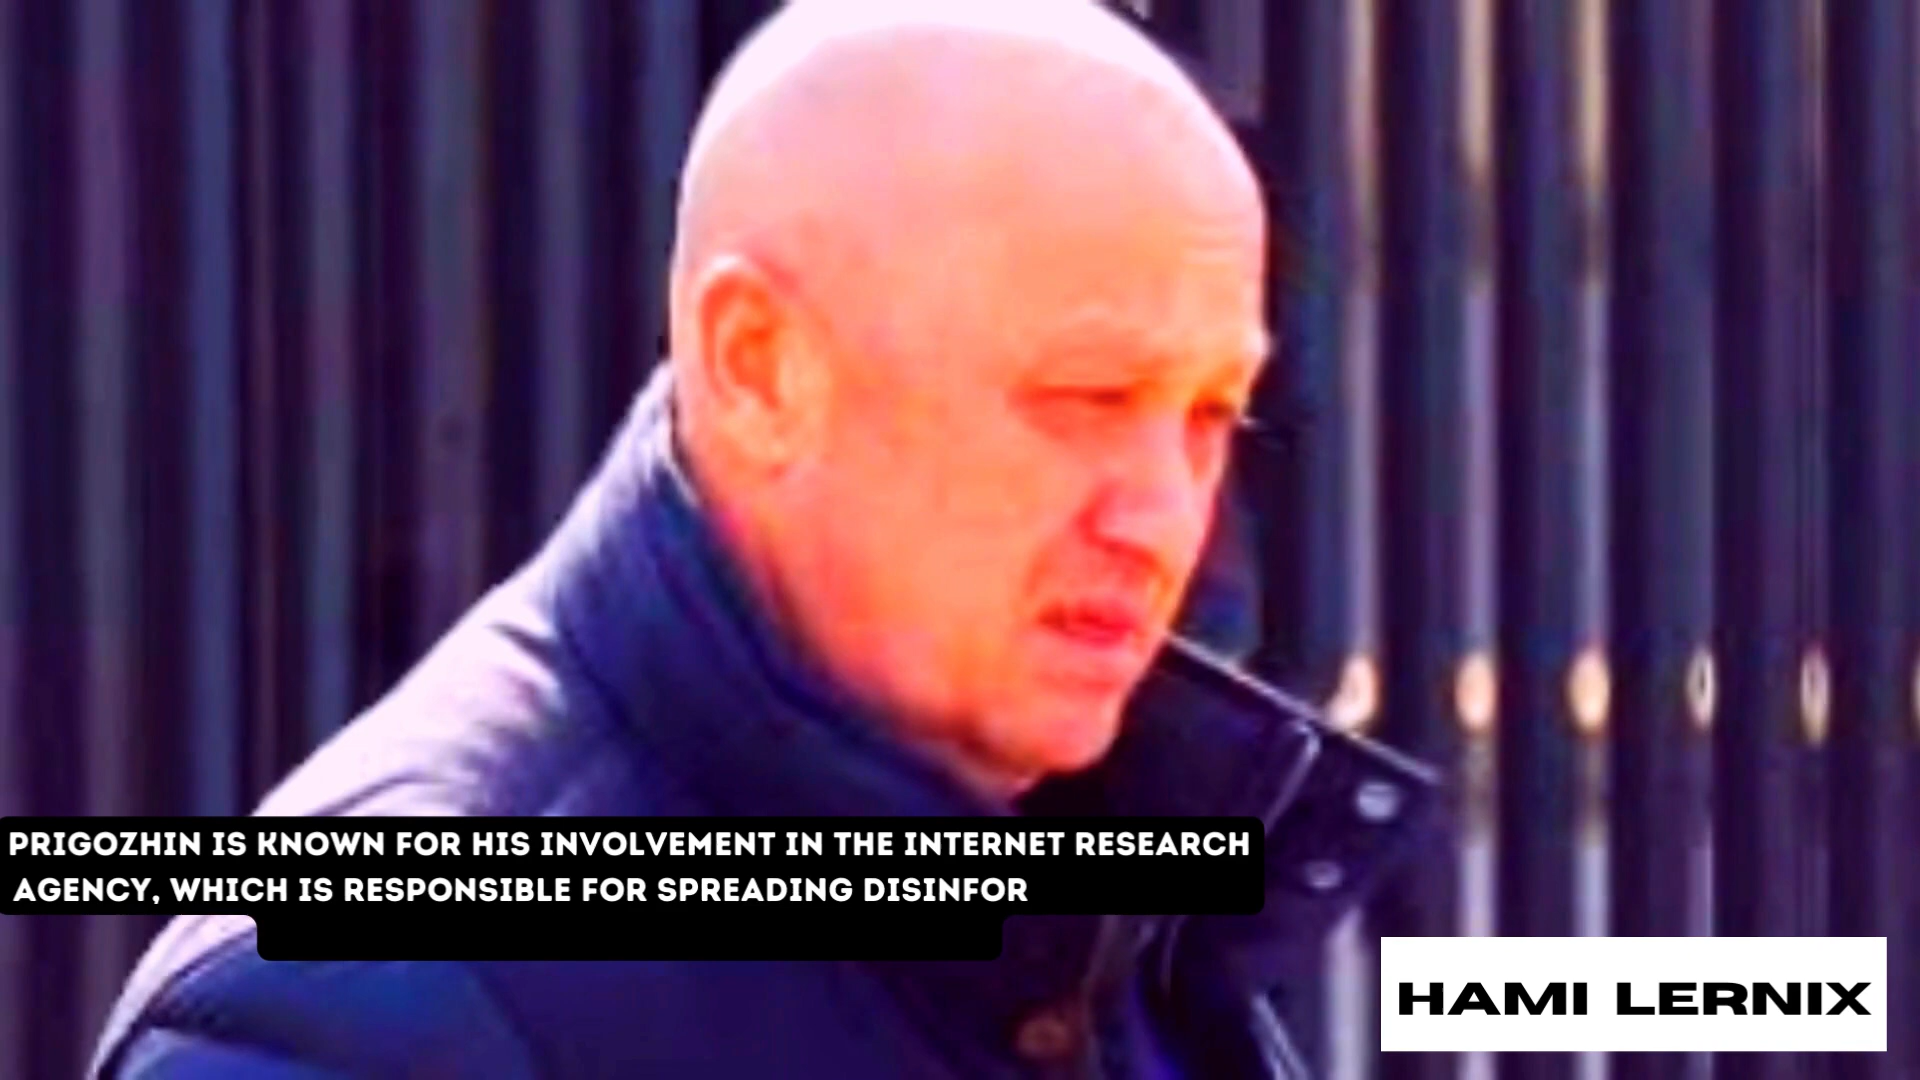 PRIGOZHIN IS KNOWN FOR HIS INVOLVEMENT IN THE INTERNET RESEARCH
AGENCY, WHICH IS RESPONSIBLE FOR SPREADING DISINFOR
HAMI LERNIX